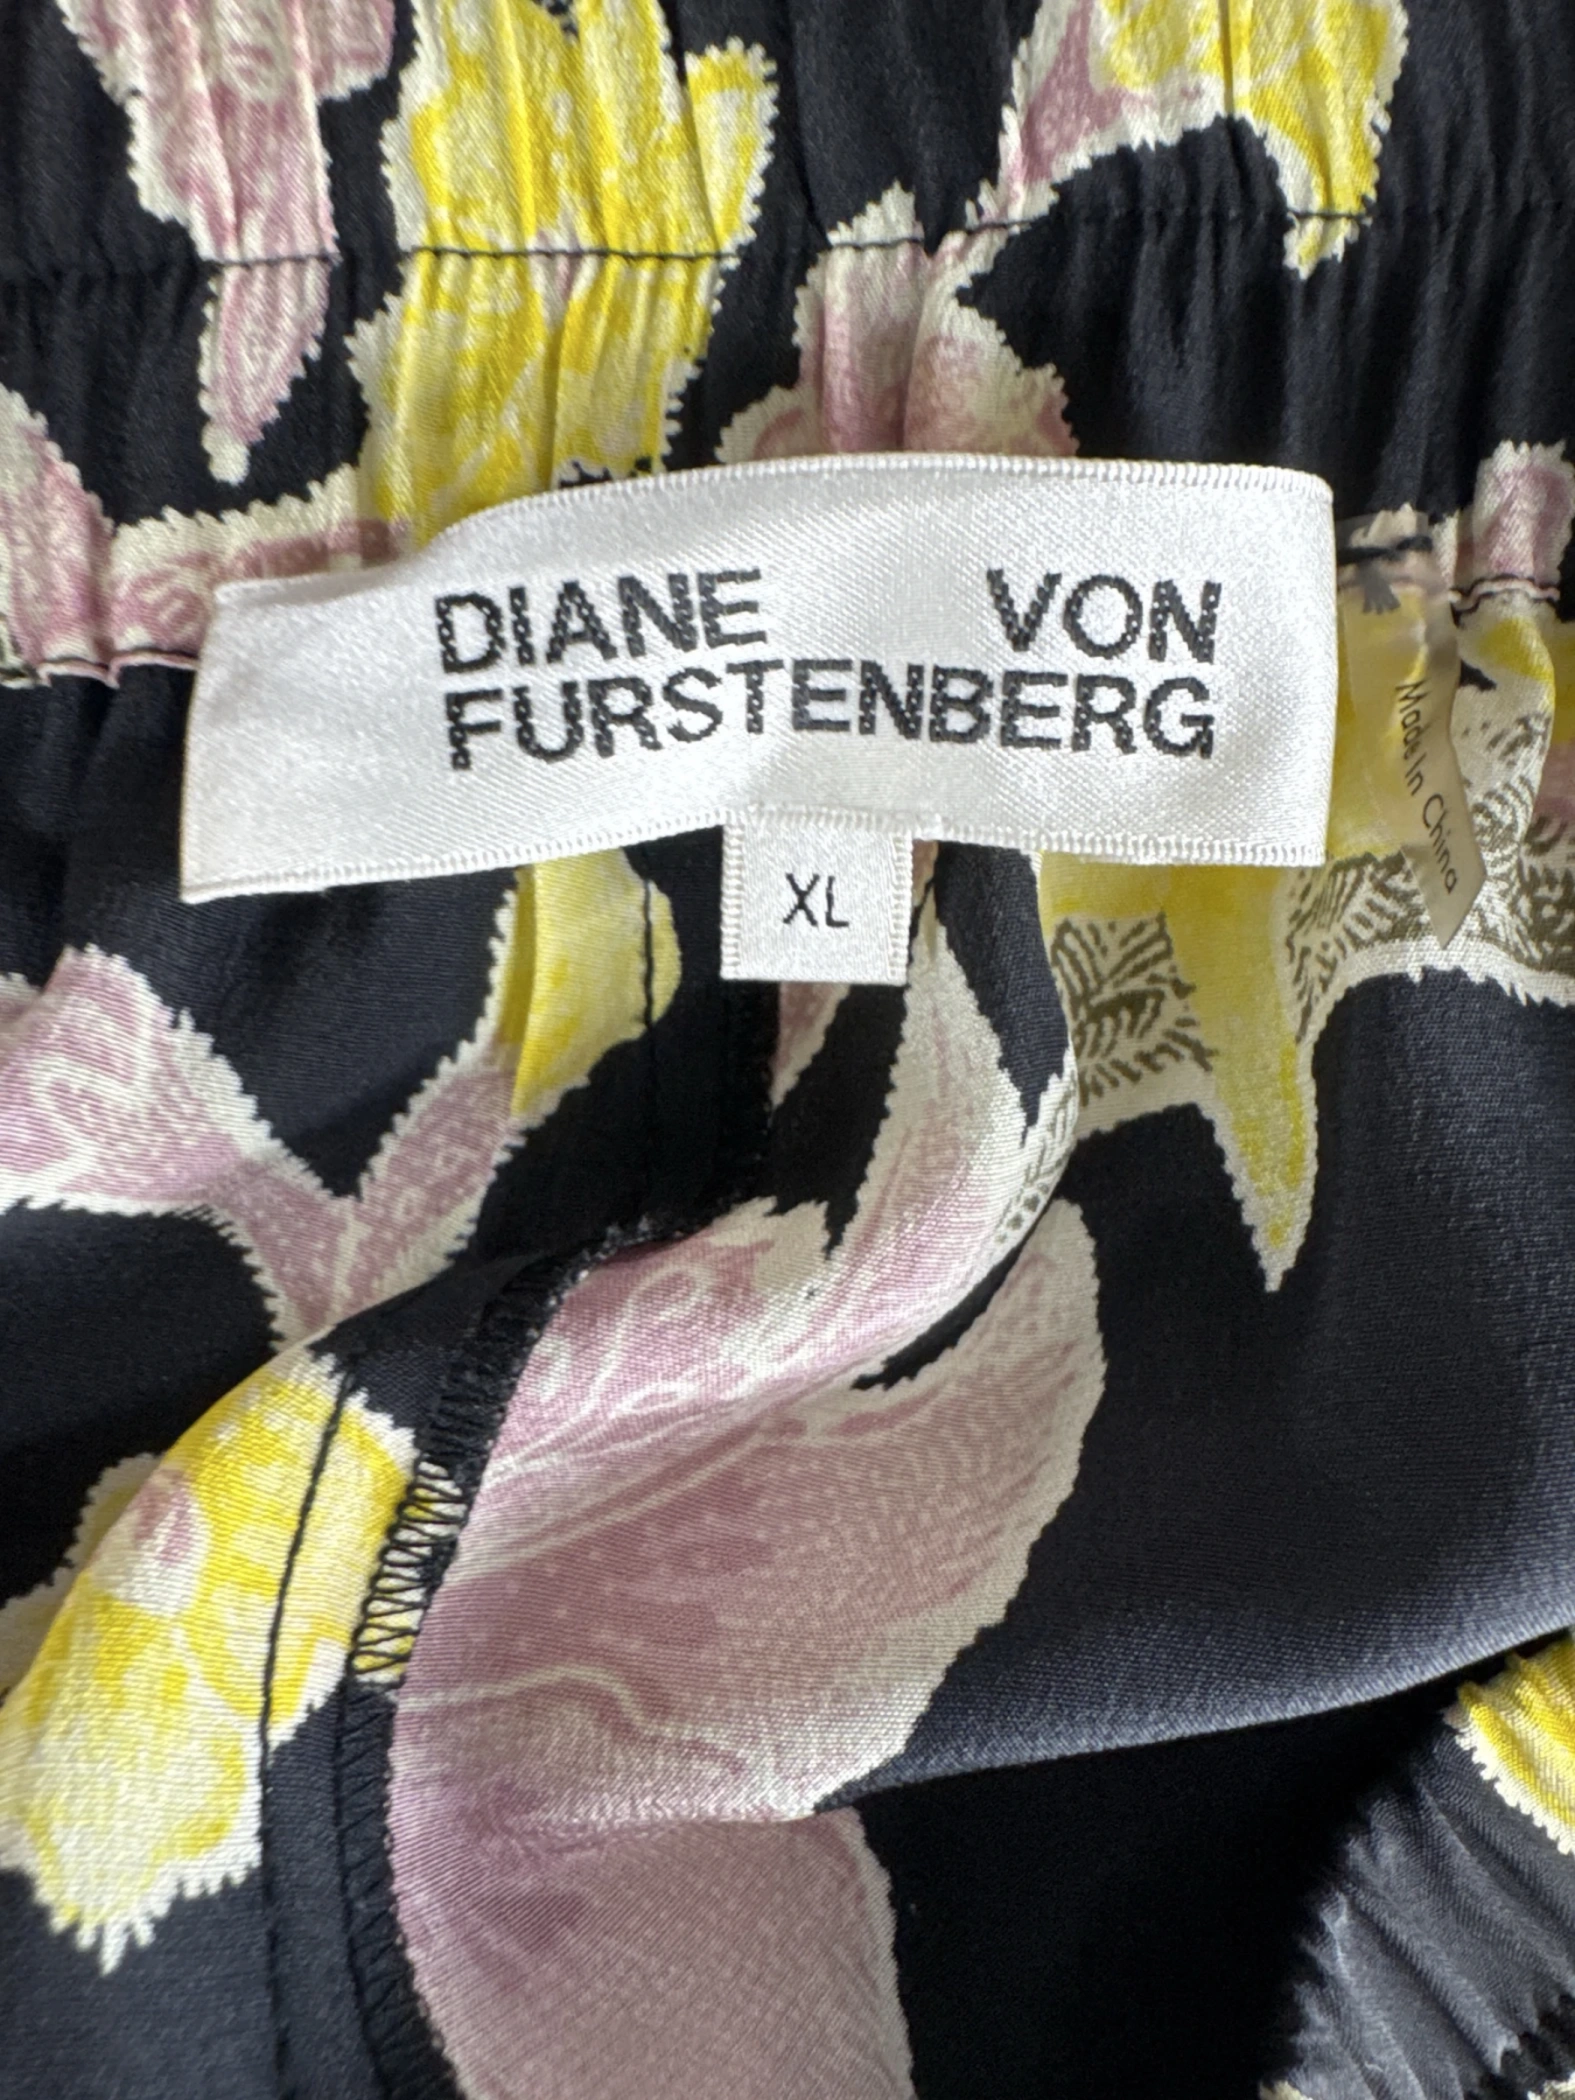 DIANE VON
FURSTENBERG
XL
Made In China